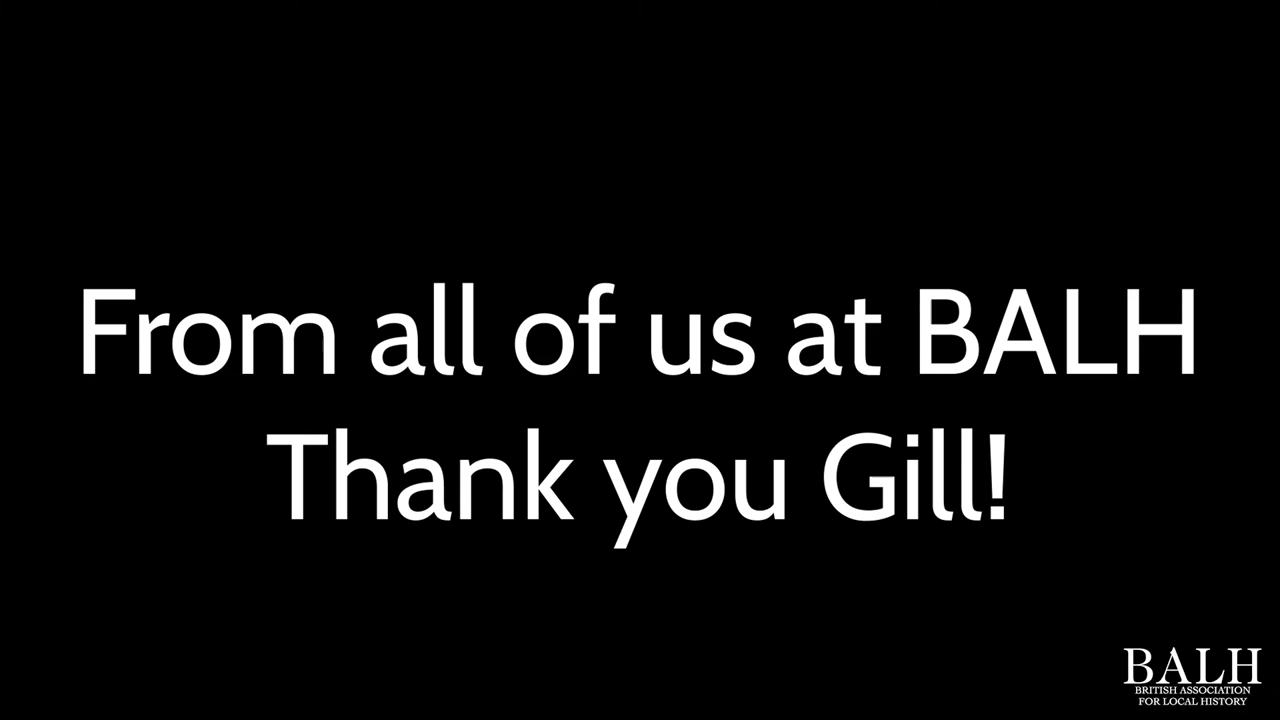 From all of us at BALH
Thank you Gill!
BALH
BRITISH ASSOCIATION
FOR LOCAL HISTORY